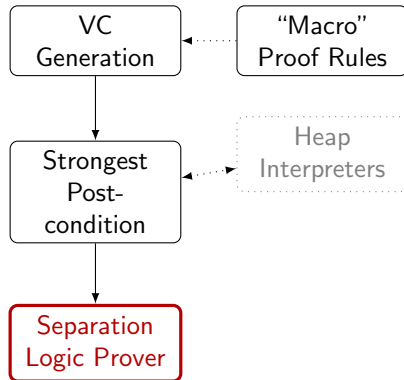 VC
Generation
“Macro”
Proof Rules
Strongest
Post-
condition
Heap
Interpreters
Separation
Logic Prover